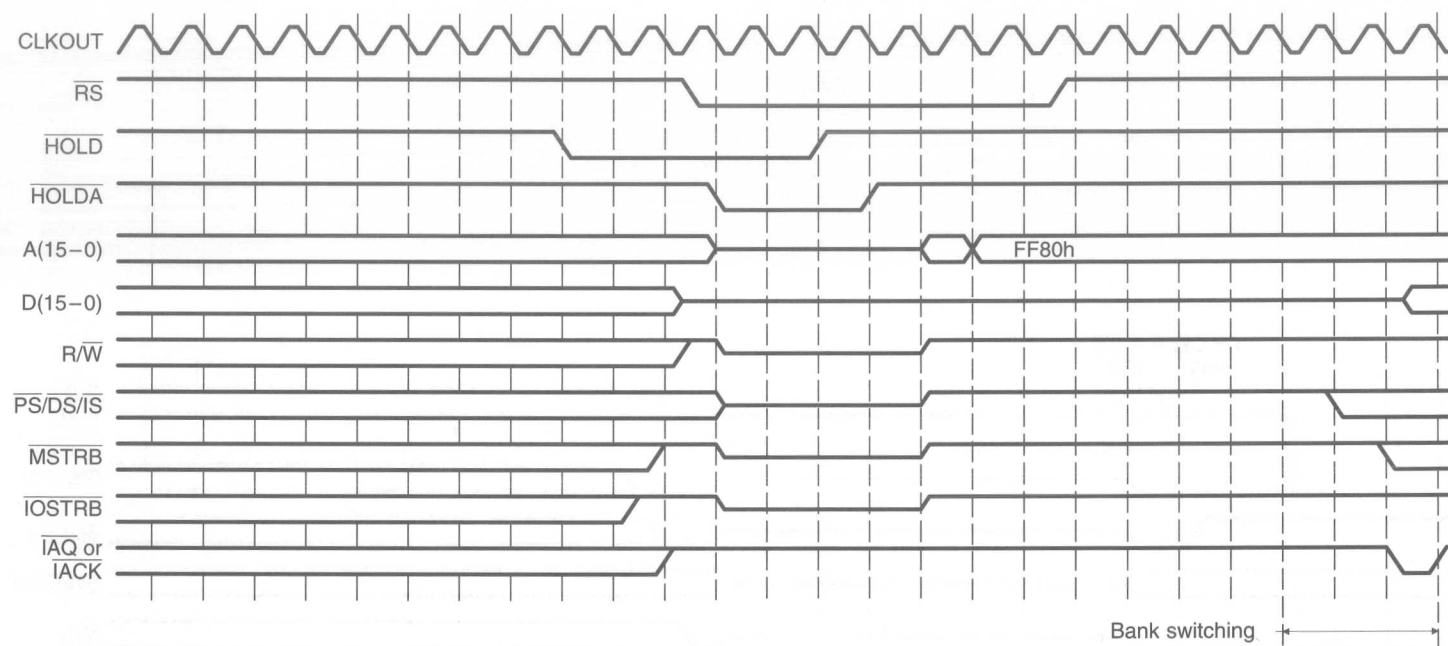 CLKOUT
RS
HOLD
HOLDA
A(15–0)
FF80h
D(15–0)
R/W
PS/DS/IS
MSTRB
IOSTRB
IAQ or
IACK
Bank switching